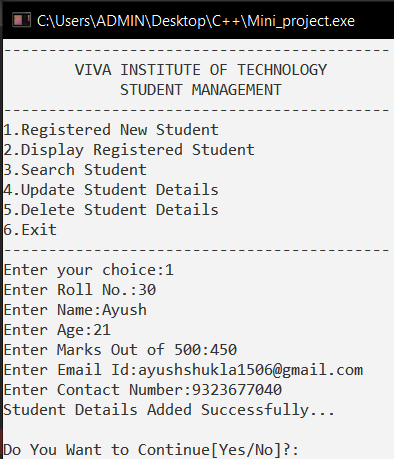 C:\Users\ADMIN\Desktop\C++\Mini_project.exe
-------------------------------------------
VIVA INSTITUTE OF TECHNOLOGY
STUDENT MANAGEMENT
-------------------------------------------
1.Registered New Student
2.Display Registered Student
3.Search Student
4.Update Student Details
5.Delete Student Details
6.Exit
-------------------------------------------
Enter your choice:1
Enter Roll No.:30
Enter Name:Ayush
Enter Age:21
Enter Marks Out of 500:450
Enter Email Id:ayushshukla1506@gmail.com
Enter Contact Number:9323677040
Student Details Added Successfully...
Do You Want to Continue[Yes/No]?: